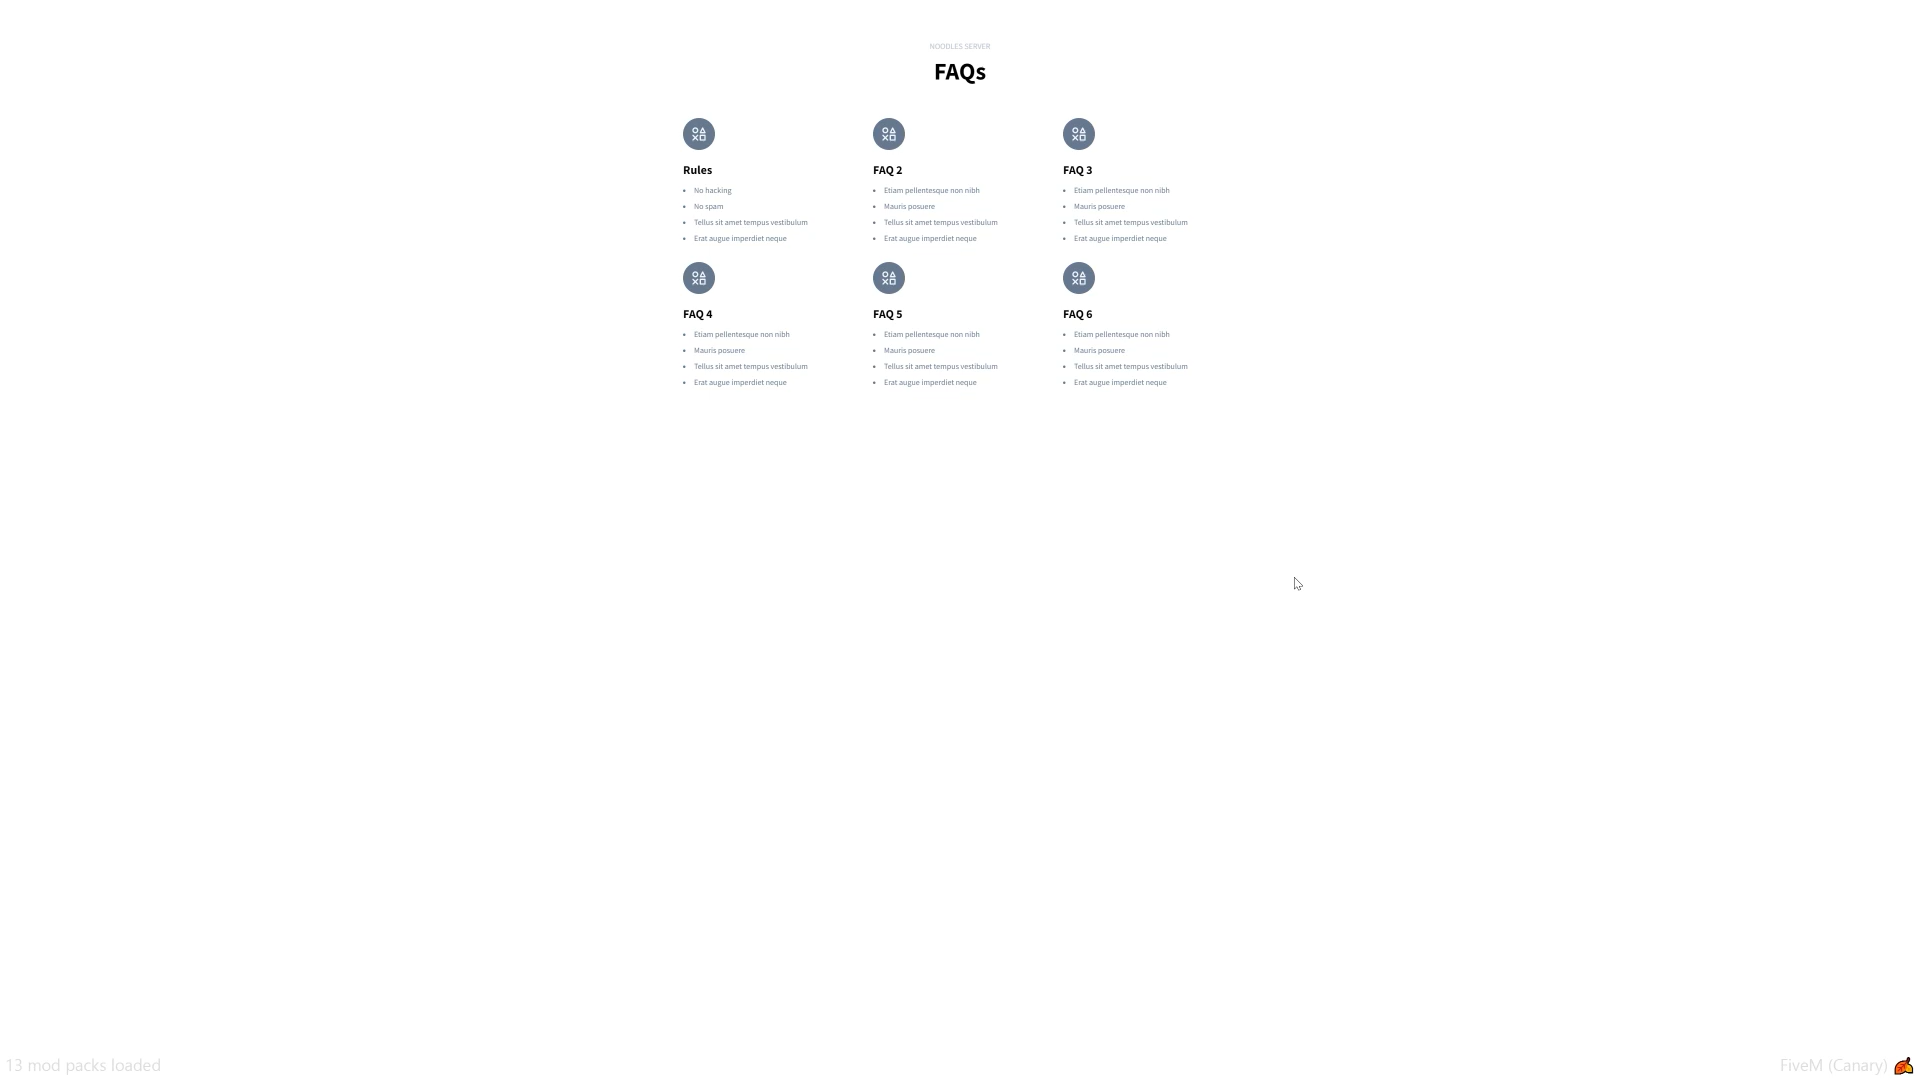 NOODLES SERVER
FAQs
Rules
No hacking
No spam
Tellus sit amet tempus vestibulum
Erat augue imperdiet neque
FAQ 2
Etiam pellentesque non nibh
Mauris posuere
Tellus sit amet tempus vestibulum
Erat augue imperdiet neque
FAQ 3
Etiam pellentesque non nibh
Mauris posuere
Tellus sit amet tempus vestibulum
Erat augue imperdiet neque
FAQ 4
Etiam pellentesque non nibh
Mauris posuere
Tellus sit amet tempus vestibulum
Erat augue imperdiet neque
FAQ 5
Etiam pellentesque non nibh
Mauris posuere
Tellus sit amet tempus vestibulum
Erat augue imperdiet neque
FAQ 6
Etiam pellentesque non nibh
Mauris posuere
Tellus sit amet tempus vestibulum
Erat augue imperdiet neque
13 mod packs loaded
FiveM (Canary)